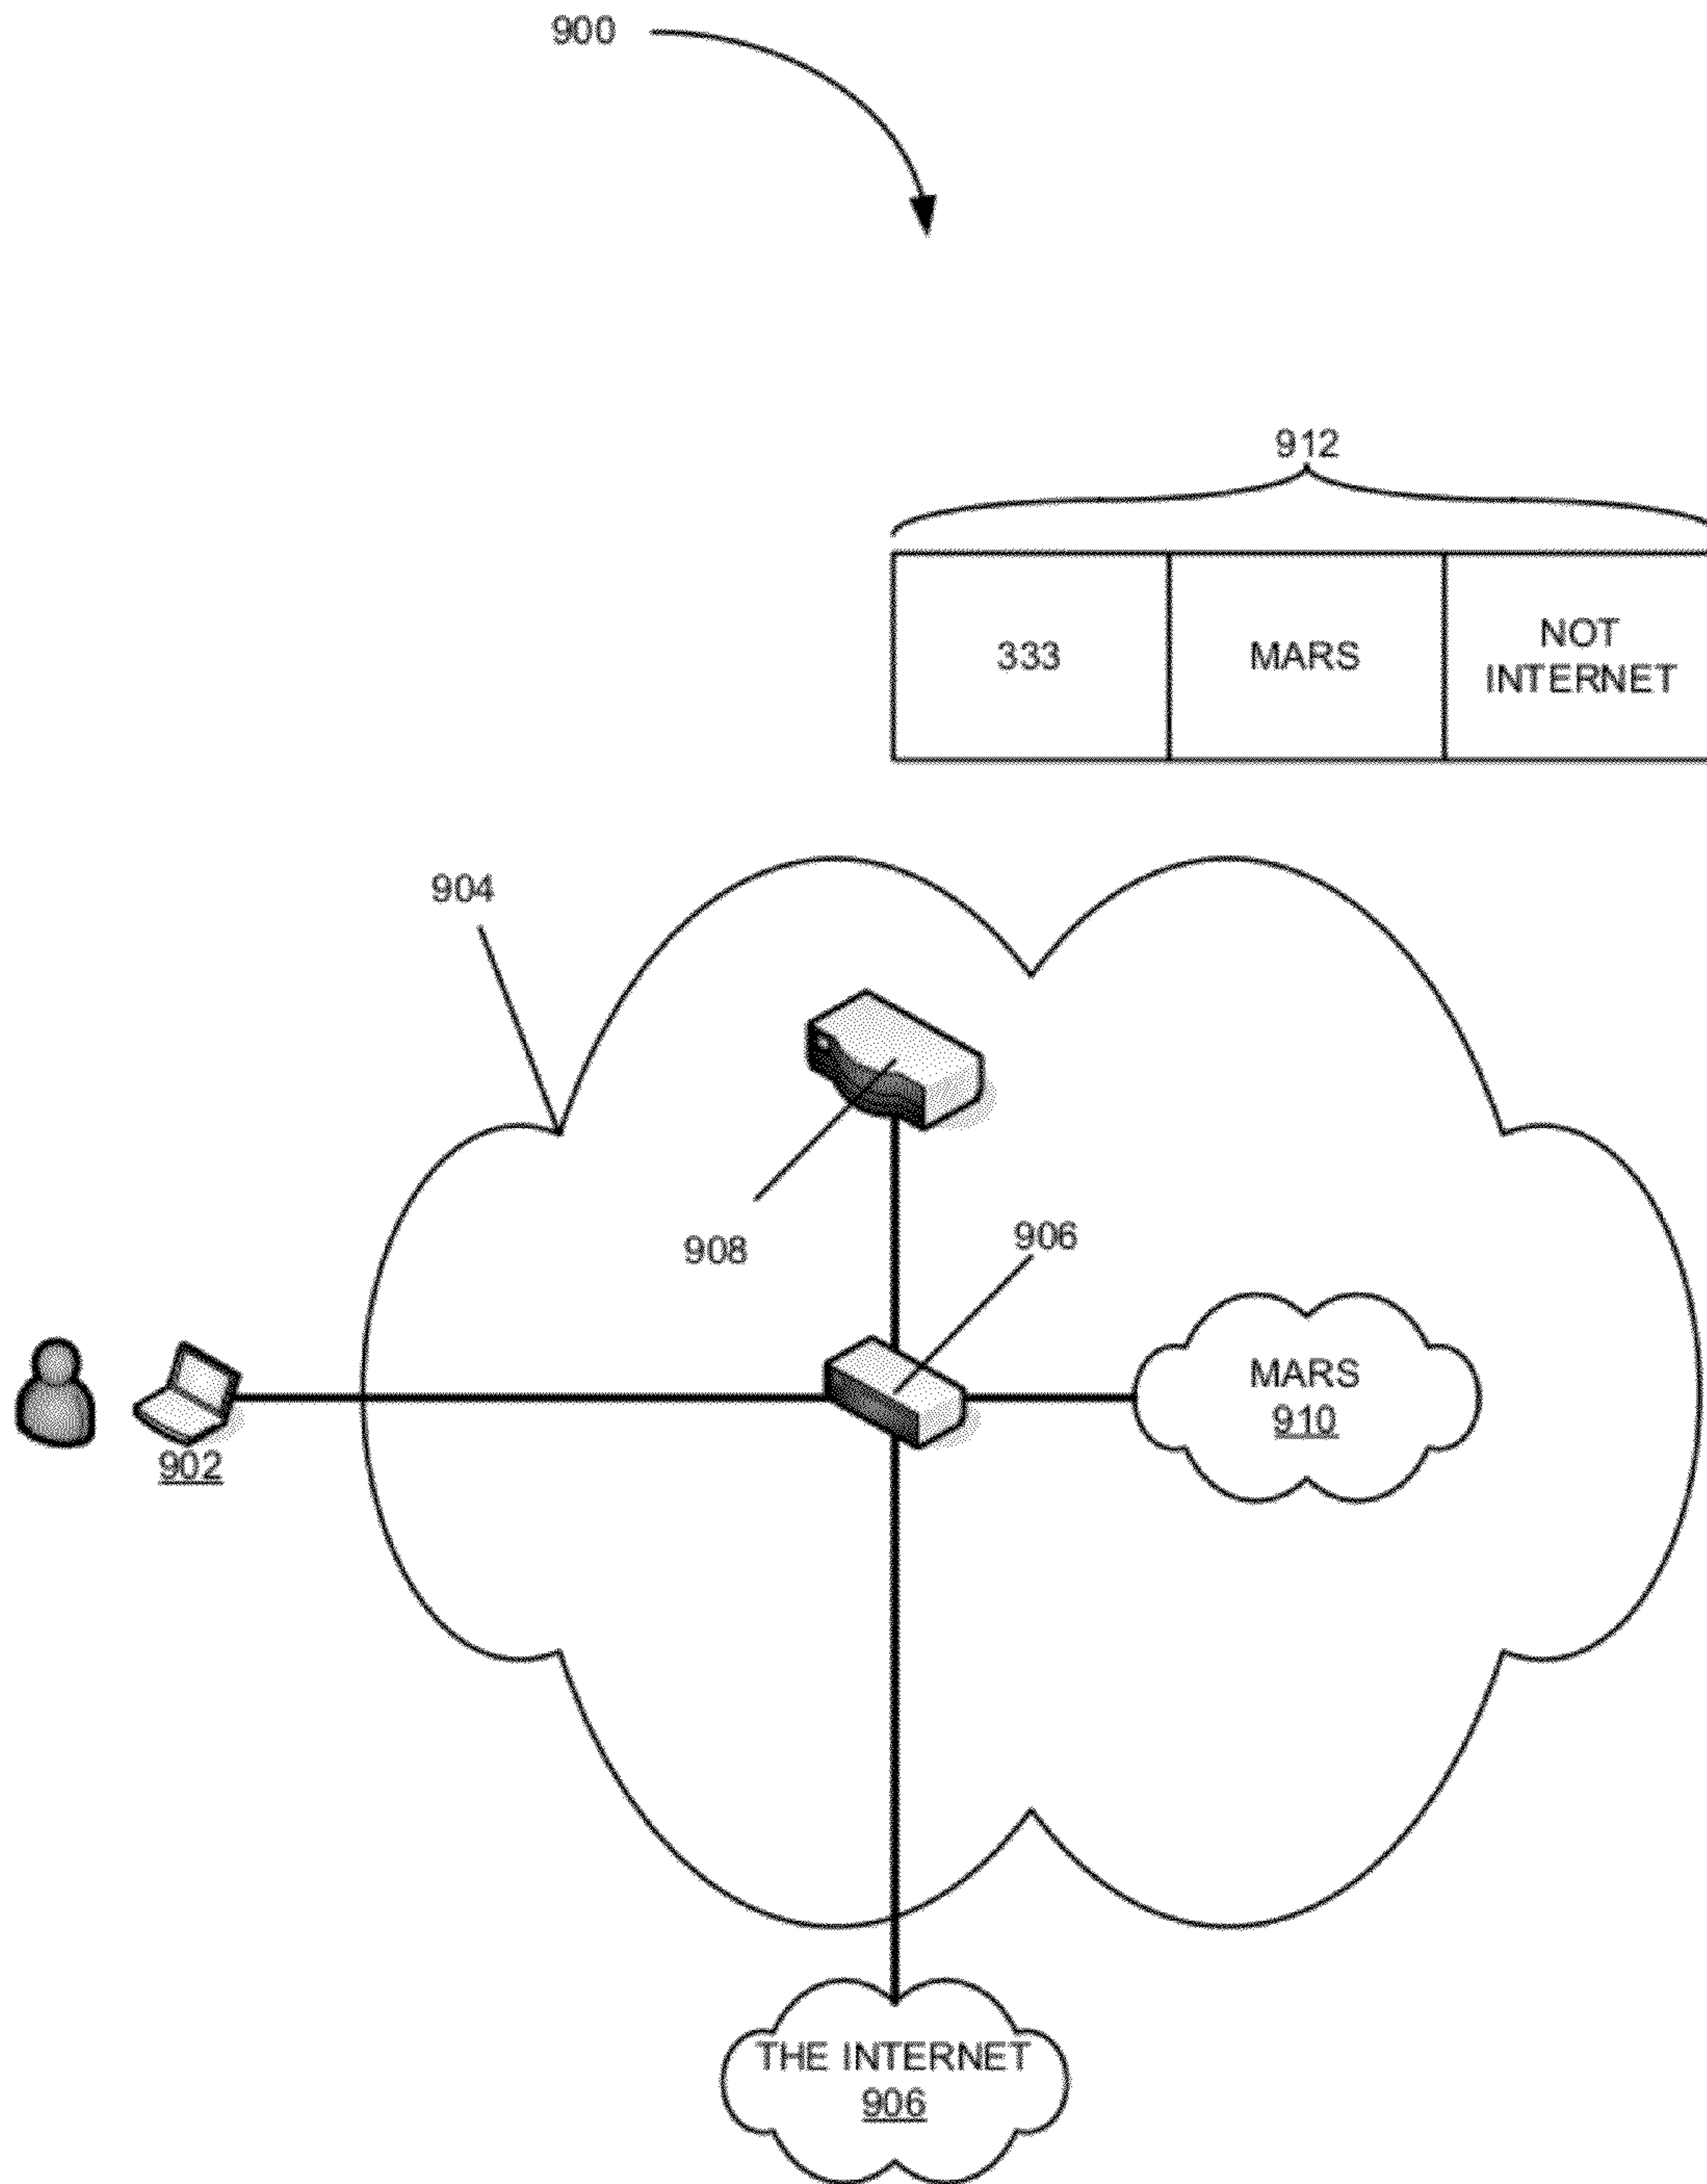 900
912
333
MARS
NOT
INTERNET
904
908
906
MARS
910
902
THE INTERNET
906